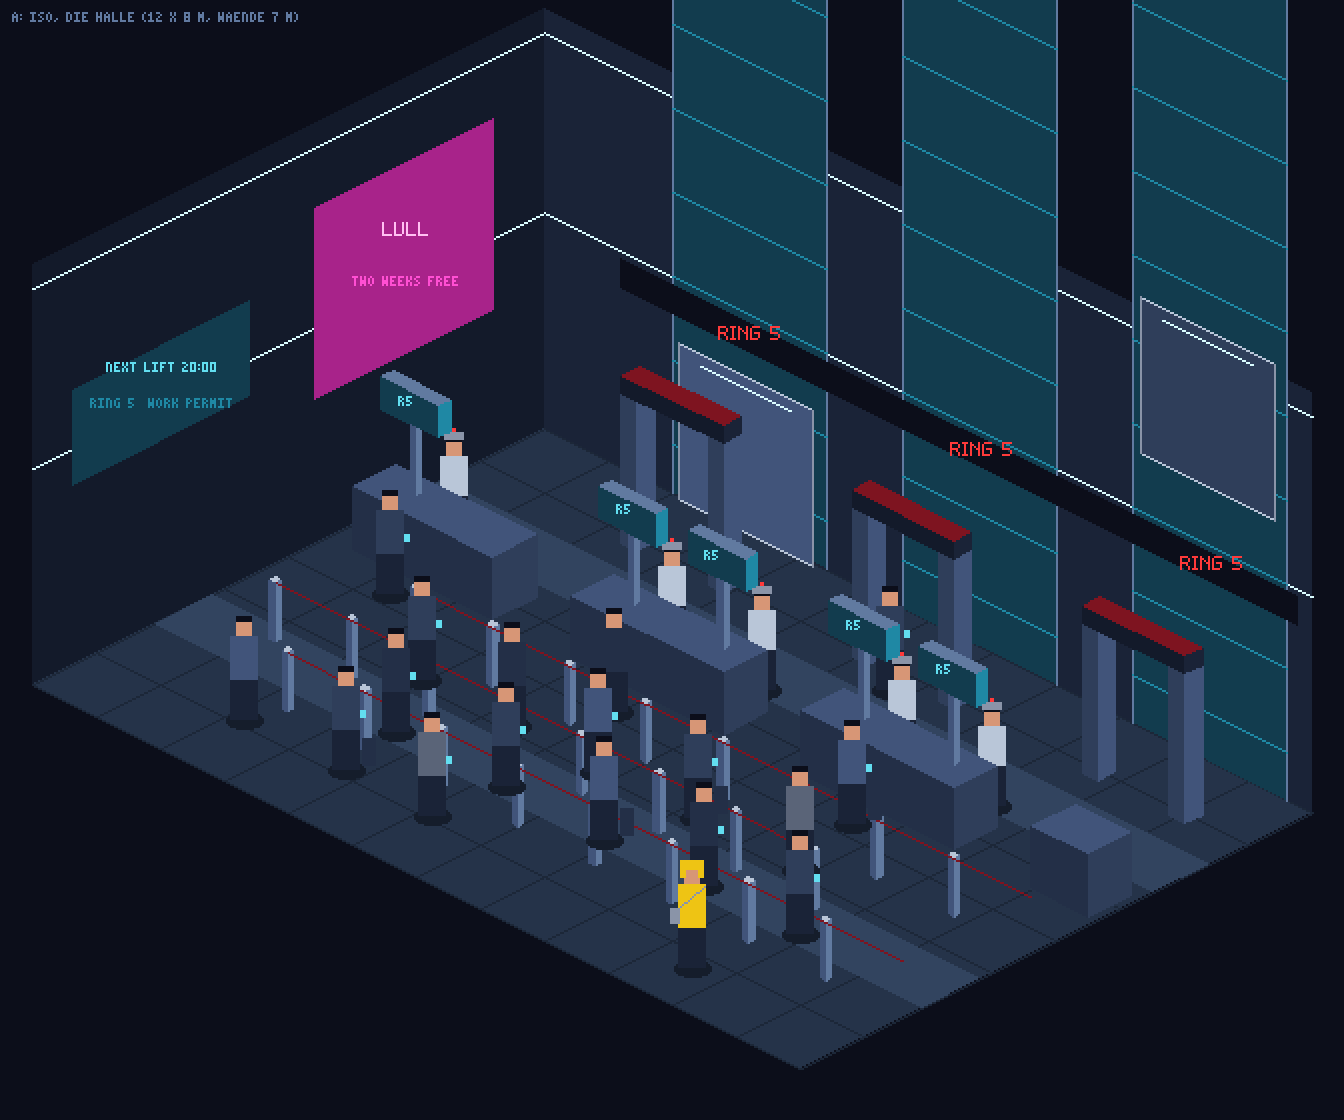 A: ISO, DIE HALLE (12 X 8 M, WAENDE 7 M)
LULL
TWO WEEKS FREE
NEXT LIFT 20:00
RING 5 WORK PERMIT
RING 5
RING 5
RING 5
R5
R5
R5
R5
R5